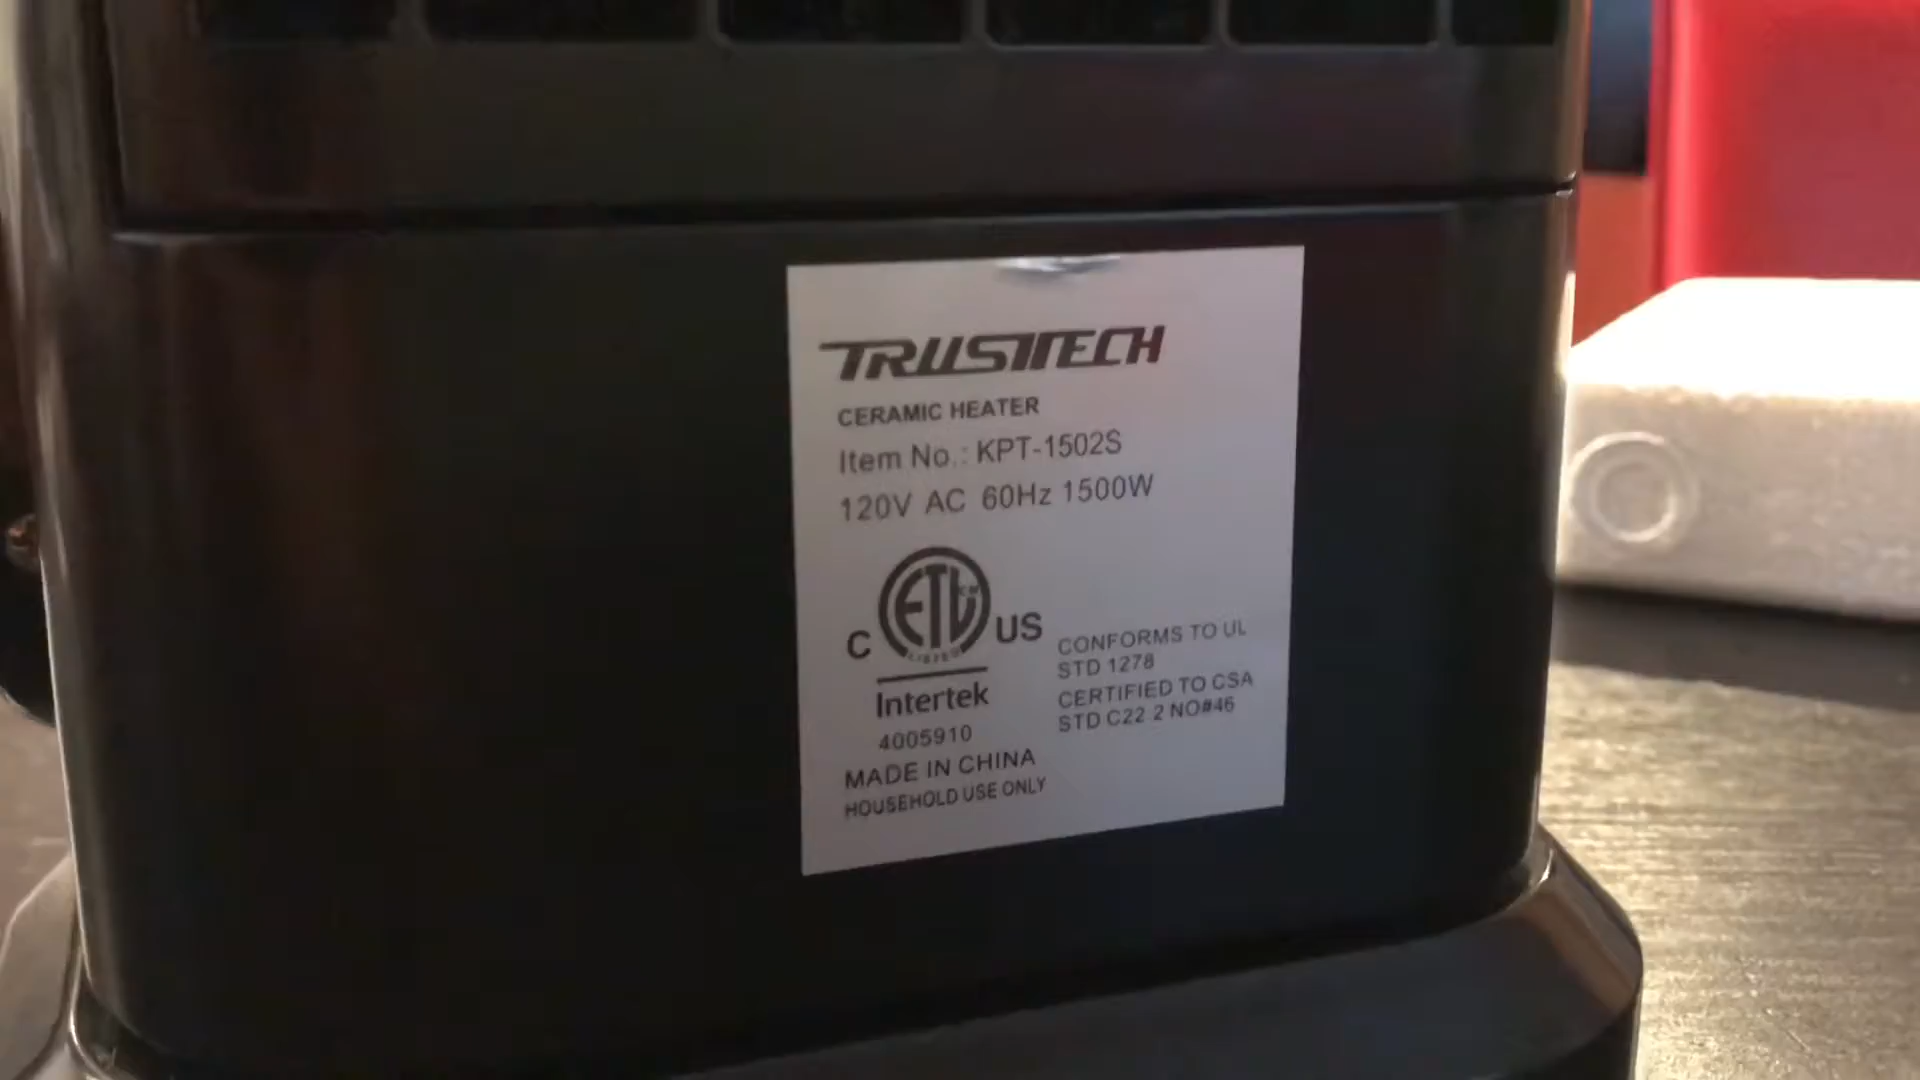 TRUSTECH
CERAMIC HEATER
Item No.: KPT-1502S
120V AC 60Hz 1500W
C ETL CM LISTED US
Intertek
4005910
CONFORMS TO UL
STD 1278
CERTIFIED TO CSA
STD C22.2 NO#46
MADE IN CHINA
HOUSEHOLD USE ONLY